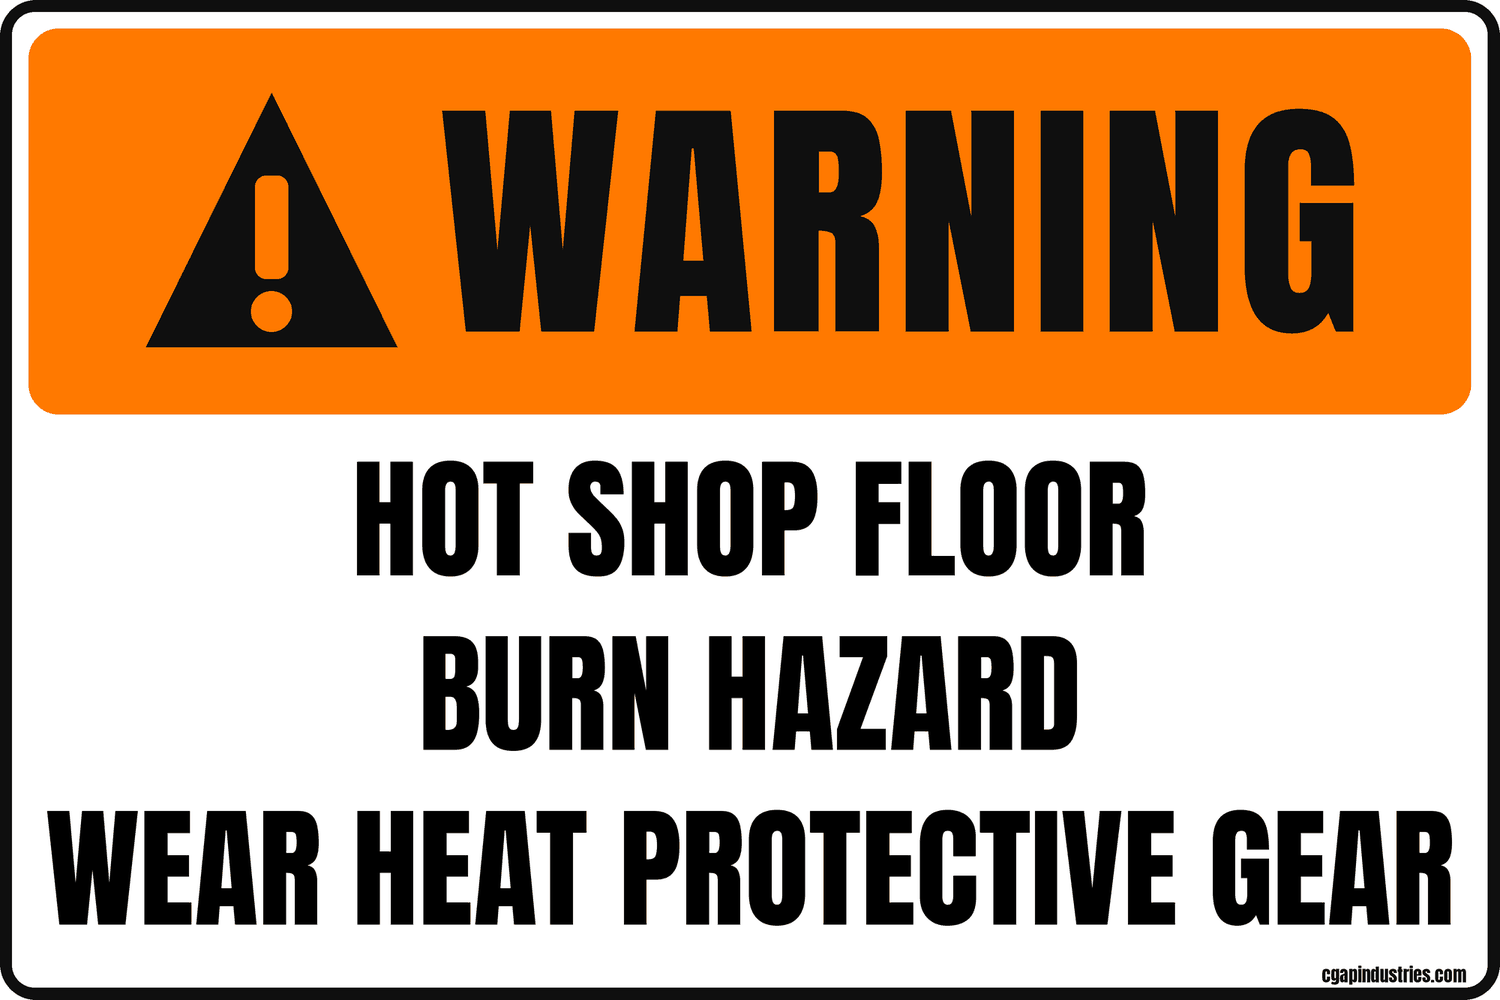 WARNING
HOT SHOP FLOOR
BURN HAZARD
WEAR HEAT PROTECTIVE GEAR
cgapindustries.com